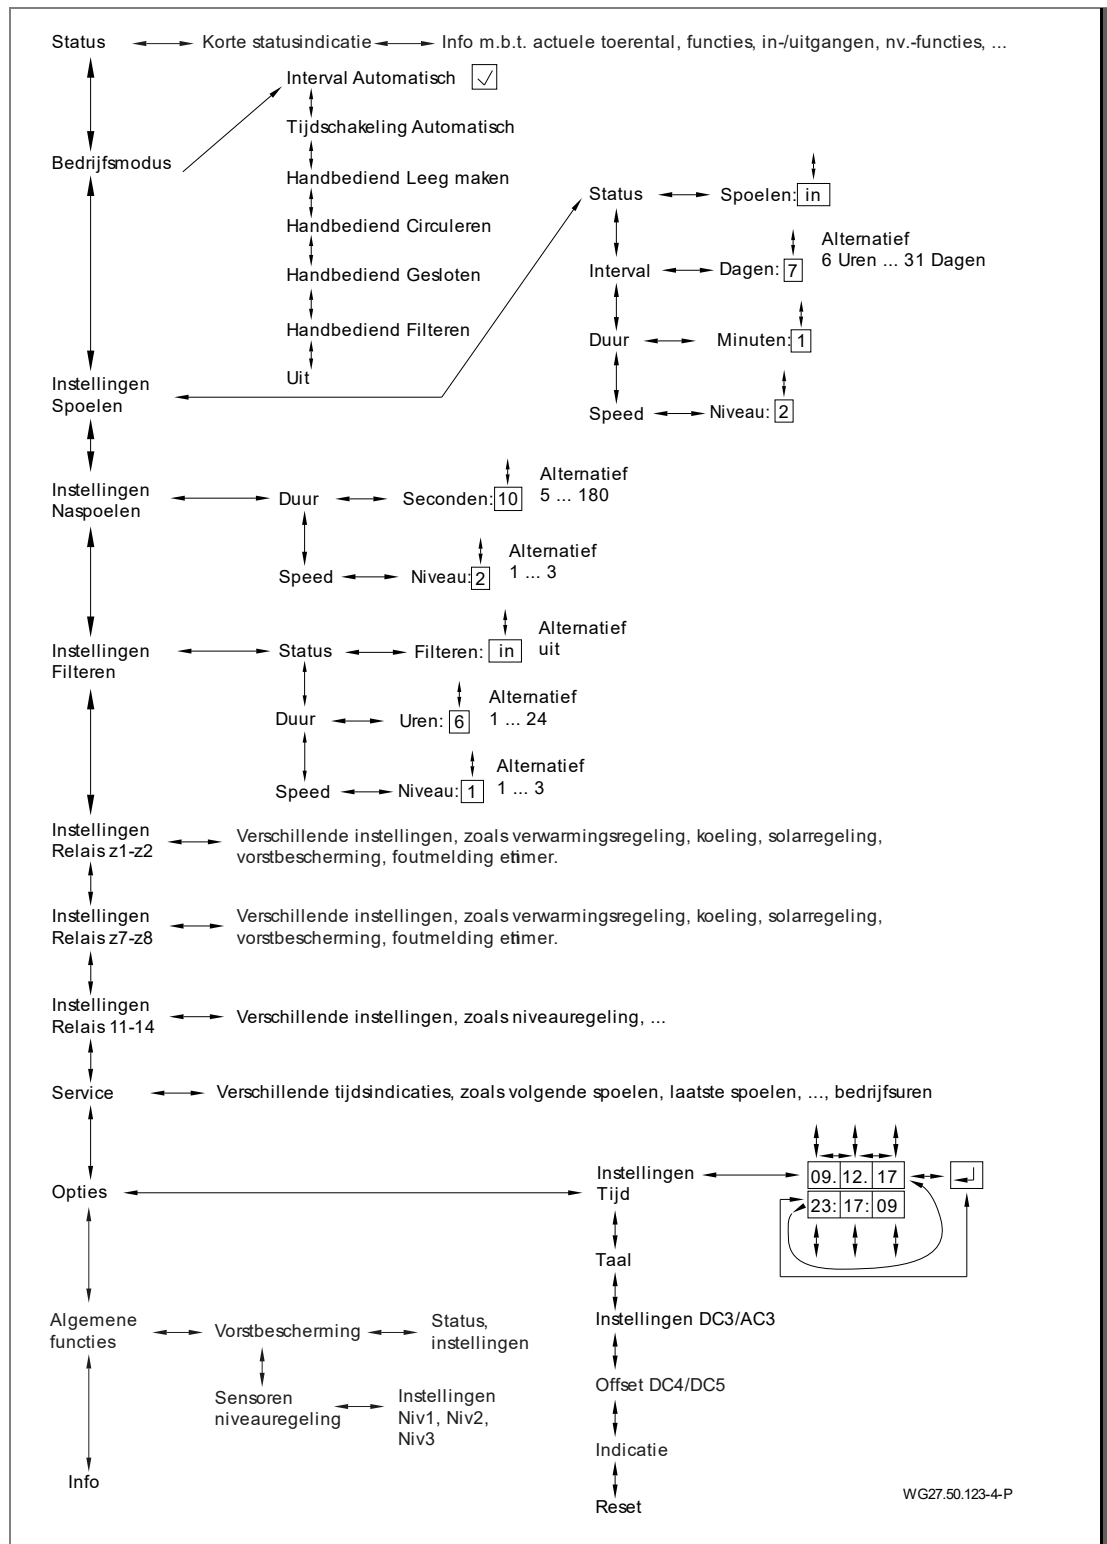 Status
Korte statusindicatie
Info m.b.t. actuele toerental, functies, in-/uitgangen, nv.-functies, ...
Interval Automatisch
Tijdschakeling Automatisch
Bedrijfsmodus
Handbediend Leeg maken
Handbediend Circuleren
Handbediend Gesloten
Handbediend Filteren
Uit
Status
Spoelen: in
Interval
Dagen: 7
Alternatief
6 Uren ... 31 Dagen
Duur
Minuten: 1
Speed
Niveau: 2
Instellingen
Spoelen
Instellingen
Naspoelen
Duur
Seconden: 10
Alternatief
5 ... 180
Speed
Niveau: 2
Alternatief
1 ... 3
Instellingen
Filteren
Status
Filteren: in
Alternatief
uit
Duur
Uren: 6
Alternatief
1 ... 24
Speed
Niveau: 1
Alternatief
1 ... 3
Instellingen
Relais z1-z2
Verschillende instellingen, zoals verwarmingsregeling, koeling, solarregeling,
vorstbescherming, foutmelding en timer.
Instellingen
Relais z7-z8
Verschillende instellingen, zoals verwarmingsregeling, koeling, solarregeling,
vorstbescherming, foutmelding en timer.
Instellingen
Relais 11-14
Verschillende instellingen, zoals niveauregeling, ...
Service
Verschillende tijdsindicaties, zoals volgende spoelen, laatste spoelen, ..., bedrijfsuren
Opties
Instellingen
Tijd
09. 12. 17
23: 17: 09
Taal
Instellingen DC3/AC3
Offset DC4/DC5
Indicatie
Reset
Algemene
functies
Vorstbescherming
Status,
instellingen
Sensoren
niveauregeling
Instellingen
Niv1, Niv2,
Niv3
Info
WG27.50.123-4-P